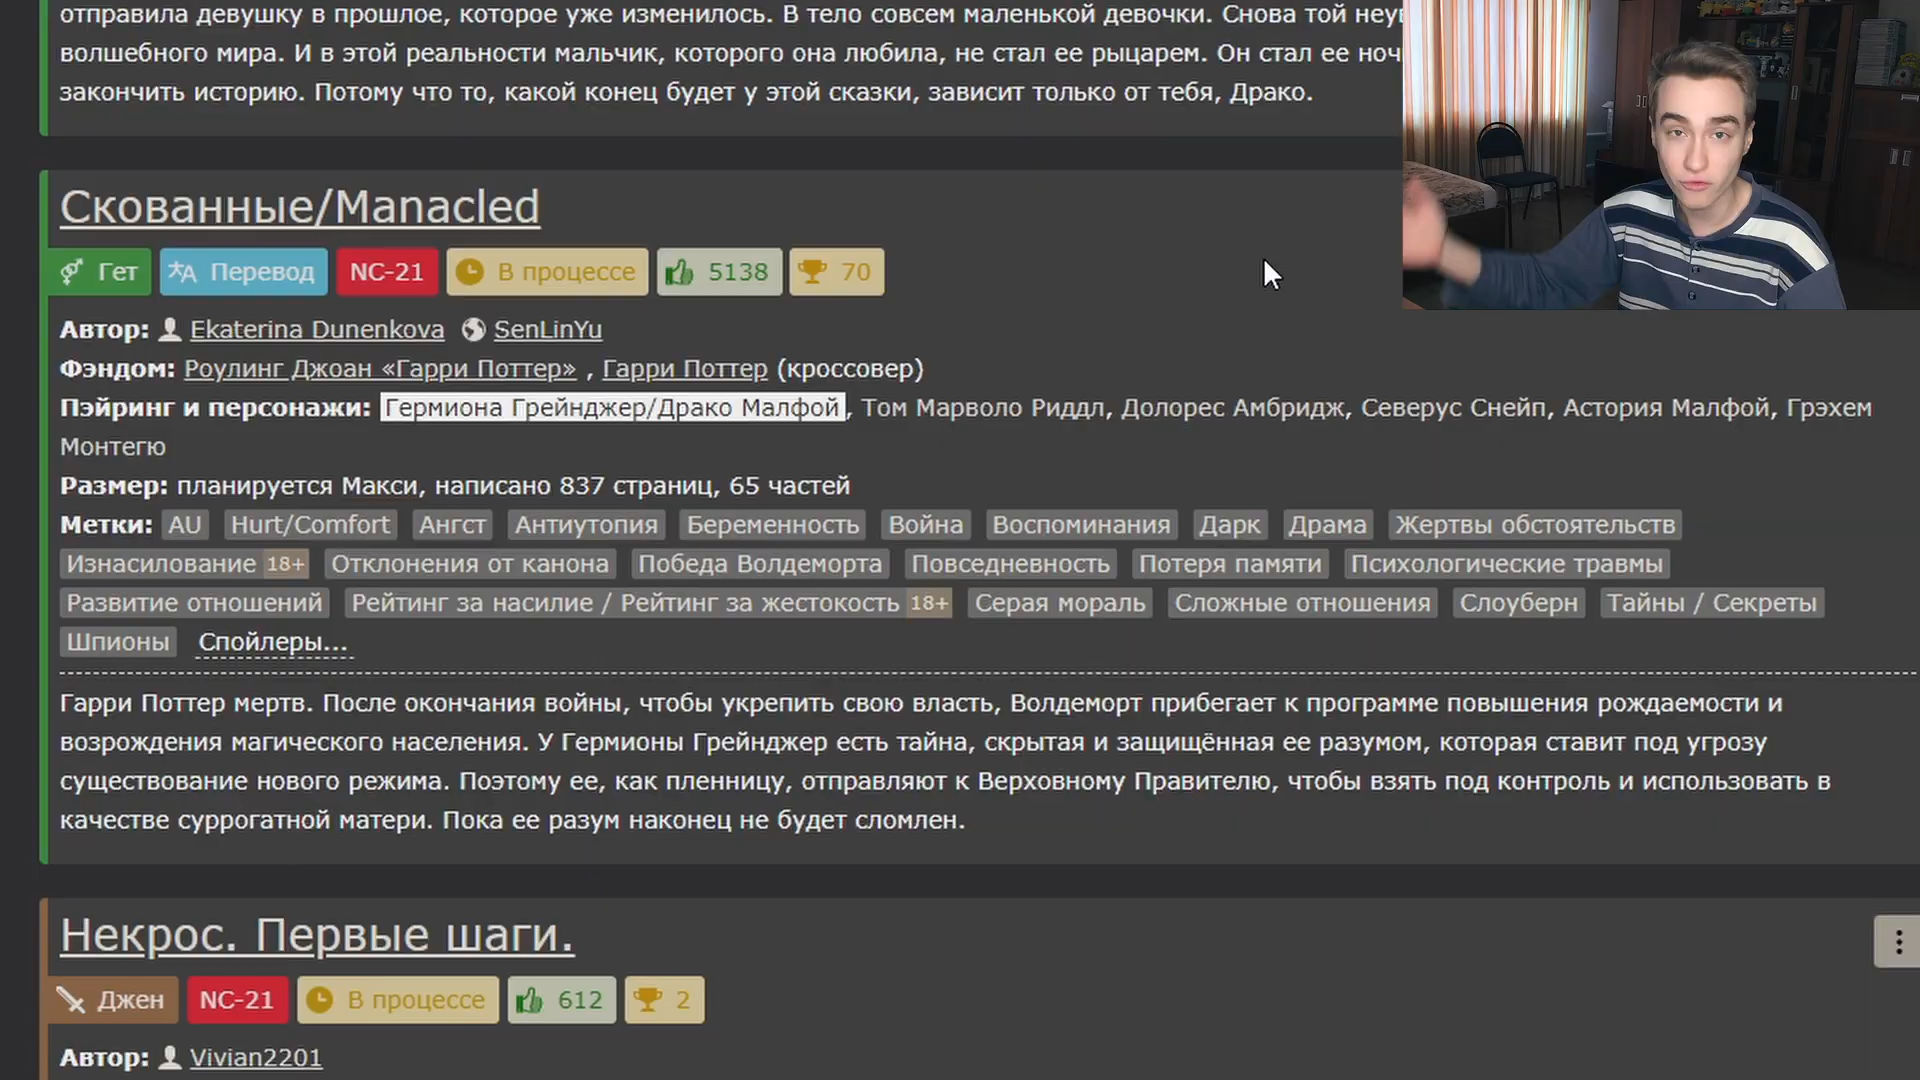 отправила девушку в прошлое, которое уже изменилось. В тело совсем маленькой девочки. Снова той
волшебного мира. И в этой реальности мальчик, которого она любила, не стал ее рыцарем. Он стал ее
закончить историю. Потому что то, какой конец будет у этой сказки, зависит только от тебя, Драко.
Скованные/Manacled
Гет Перевод NC-21 В процессе 5138 70
Автор: Ekaterina Dunenkova SenLinYu
Фэндом: Роулинг Джоан «Гарри Поттер» , Гарри Поттер (кроссовер)
Пэйринг и персонажи: Гермиона Грейнджер/Драко Малфой, Том Марволо Риддл, Долорес Амбридж, Северус Снейп, Астория Малфой, Грэхем
Монтегю
Размер: планируется Макси, написано 837 страниц, 65 частей
Метки: AU Hurt/Comfort Ангст Антиутопия Беременность Война Воспоминания Дарк Драма Жертвы обстоятельств
Изнасилование 18+ Отклонения от канона Победа Волдеморта Повседневность Потеря памяти Психологические травмы
Развитие отношений Рейтинг за насилие / Рейтинг за жестокость 18+ Серая мораль Сложные отношения Слоуберн Тайны / Секреты
Шпионы Спойлеры...
Гарри Поттер мертв. После окончания войны, чтобы укрепить свою власть, Волдеморт прибегает к программе повышения рождаемости и
возрождения магического населения. У Гермионы Грейнджер есть тайна, скрытая и защищённая ее разумом, которая ставит под угрозу
существование нового режима. Поэтому ее, как пленницу, отправляют к Верховному Правителю, чтобы взять под контроль и использовать в
качестве суррогатной матери. Пока ее разум наконец не будет сломлен.
Некрос. Первые шаги.
Джен NC-21 В процессе 612 2
Автор: Vivian2201